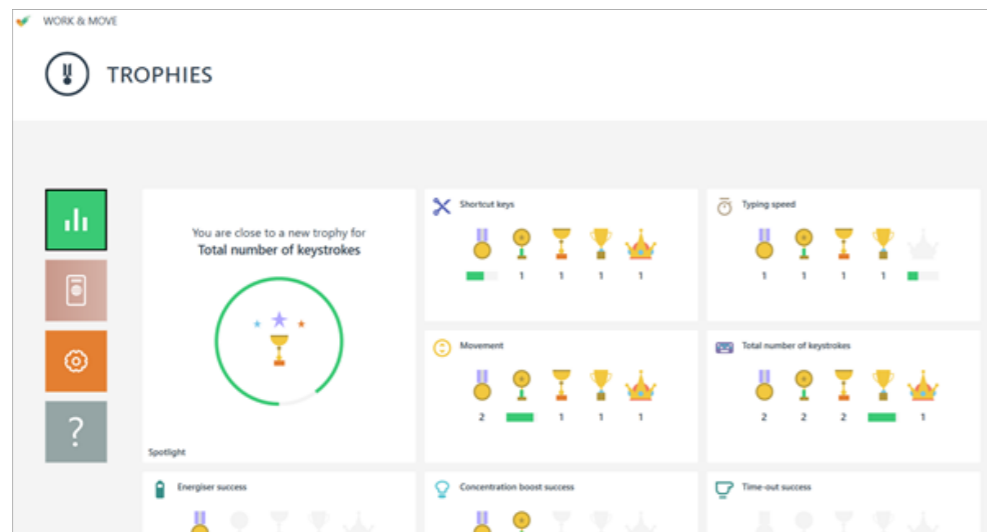 WORK & MOVE
TROPHIES
You are close to a new trophy for
Total number of keystrokes
Spotlight
Shortcut keys
1 1 1 1
Typing speed
1 1 1 1
Movement
2 1 1 1
Total number of keystrokes
2 2 2 1
?
Energiser success
Concentration boost success
Time-out success